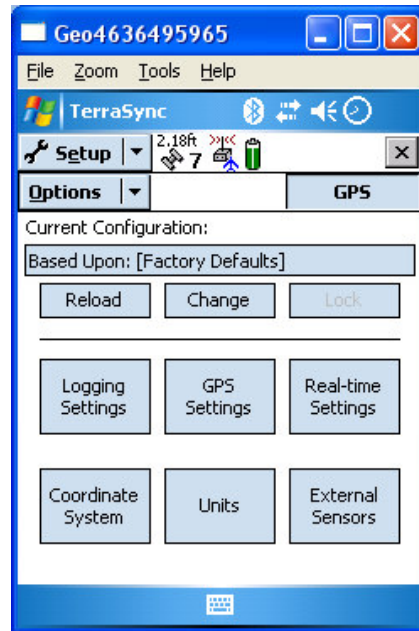 Geo4636495965
File Zoom Tools Help
TerraSync
Setup 2.18ft 7
Options GPS
Current Configuration:
Based Upon: [Factory Defaults]
Reload Change Lock
Logging Settings
GPS Settings
Real-time Settings
Coordinate System
Units
External Sensors